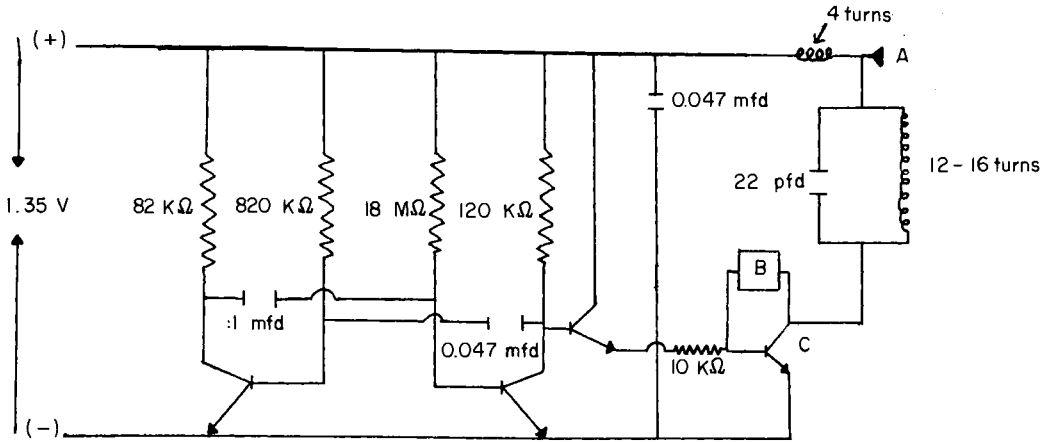 4 turns
(+)
A
0.047 mfd
12-16 turns
22 pfd
1.35 V
82 KΩ
820 KΩ
18 MΩ
120 KΩ
B
.1 mfd
0.047 mfd
10 KΩ
C
(-)